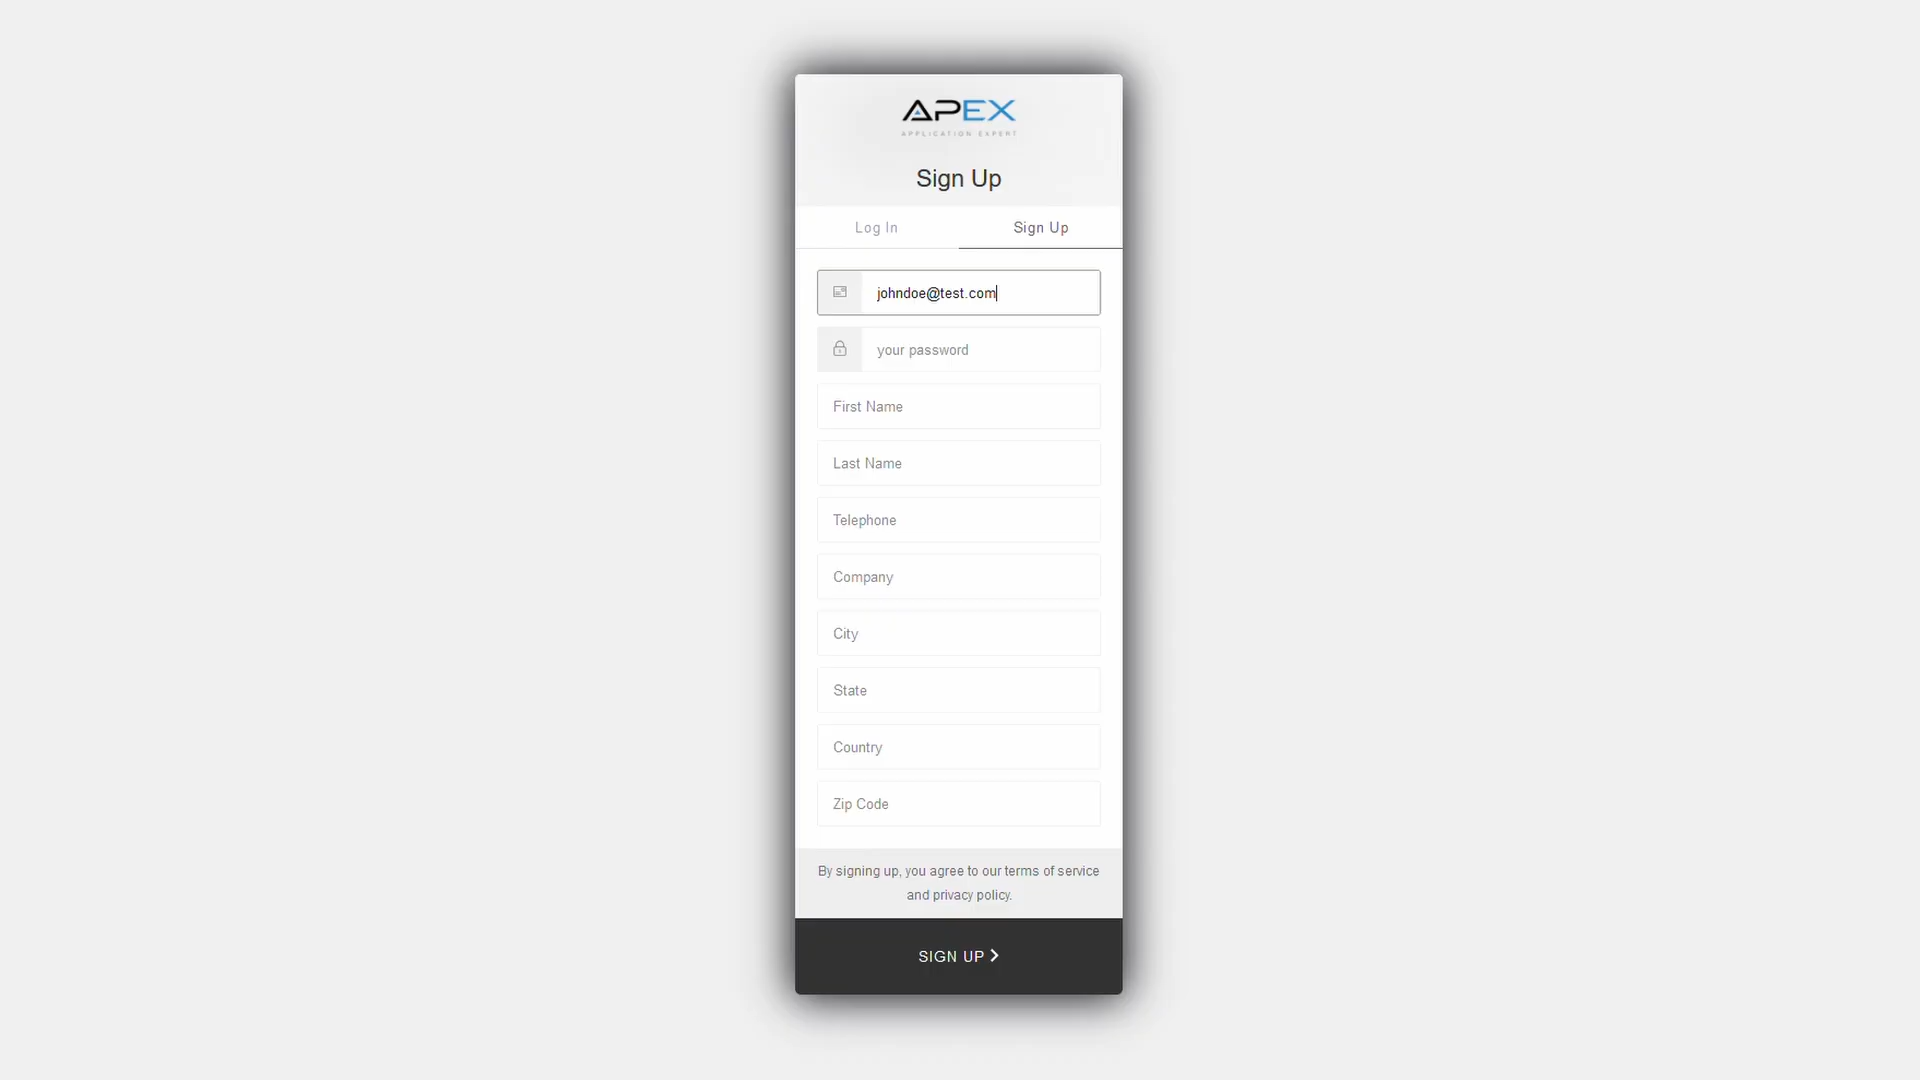 APEX
APPLICATION EXPERT
Sign Up
Log In
Sign Up
johndoe@test.com
your password
First Name
Last Name
Telephone
Company
City
State
Country
Zip Code
By signing up, you agree to our terms of service
and privacy policy.
SIGN UP